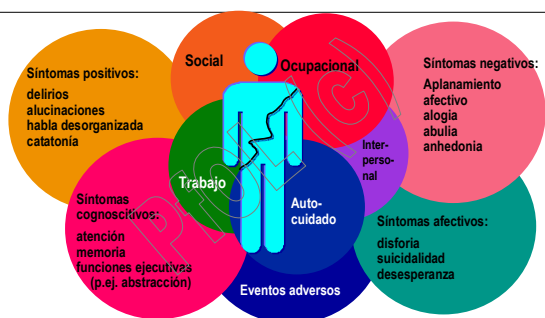 Síntomas positivos:
delirios
alucinaciones
habla desorganizada
catatonía
Social
Ocupacional
Síntomas negativos:
Aplanamiento
afectivo
alogia
abulia
anhedonia
Trabajo
Inter-
perso-
nal
Auto-
cuidado
Síntomas
cognoscitivos:
atención
memoria
funciones ejecutivas
(p.ej. abstracción)
Síntomas afectivos:
disforia
suicidalidad
desesperanza
Eventos adversos